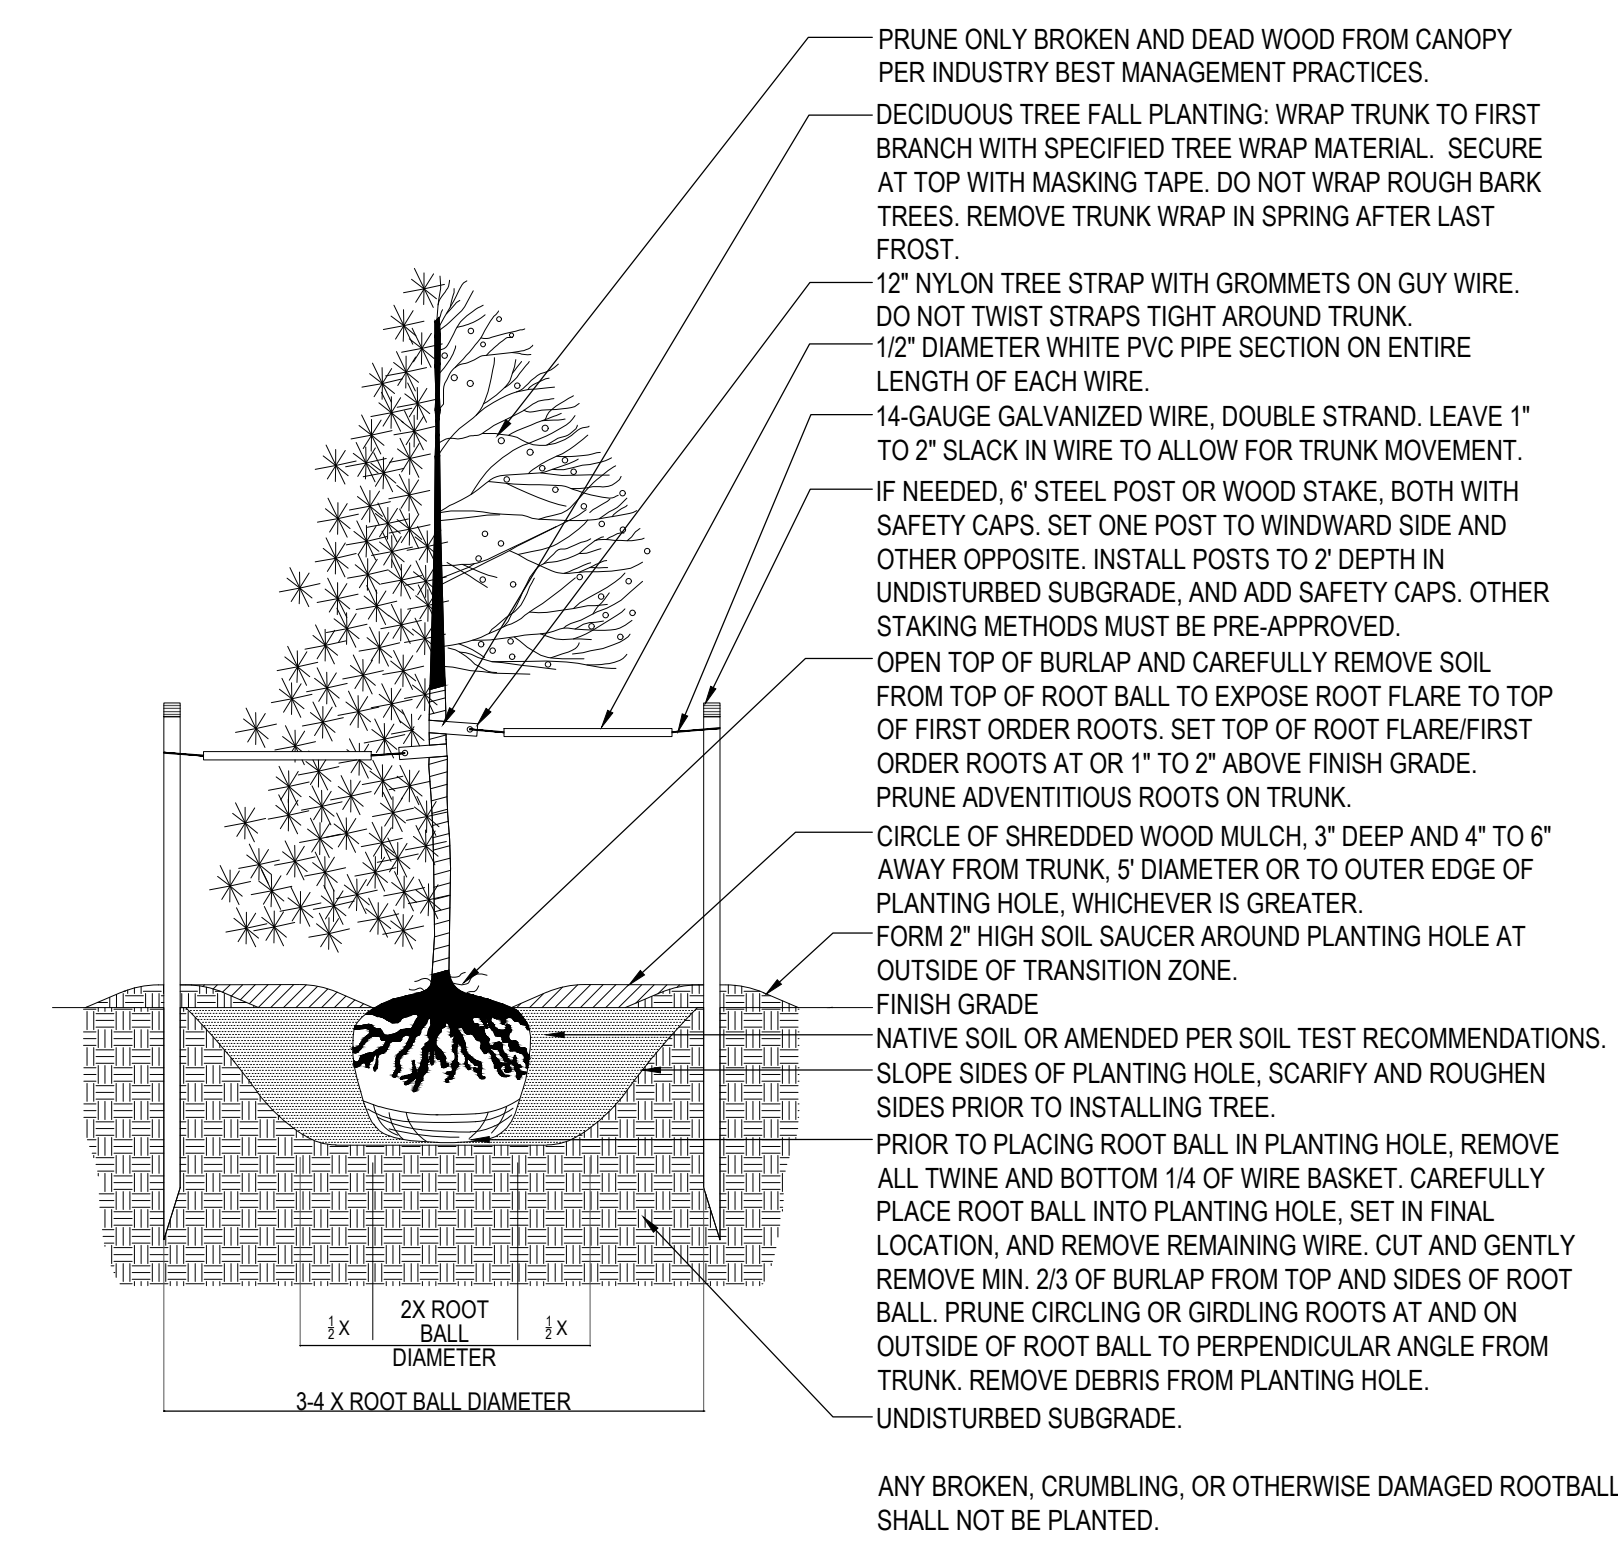 PRUNE ONLY BROKEN AND DEAD WOOD FROM CANOPY
PER INDUSTRY BEST MANAGEMENT PRACTICES.
DECIDUOUS TREE FALL PLANTING: WRAP TRUNK TO FIRST
BRANCH WITH SPECIFIED TREE WRAP MATERIAL. SECURE
AT TOP WITH MASKING TAPE. DO NOT WRAP ROUGH BARK
TREES. REMOVE TRUNK WRAP IN SPRING AFTER LAST
FROST.
12" NYLON TREE STRAP WITH GROMMETS ON GUY WIRE.
DO NOT TWIST STRAPS TIGHT AROUND TRUNK.
1/2" DIAMETER WHITE PVC PIPE SECTION ON ENTIRE
LENGTH OF EACH WIRE.
14-GAUGE GALVANIZED WIRE, DOUBLE STRAND. LEAVE 1"
TO 2" SLACK IN WIRE TO ALLOW FOR TRUNK MOVEMENT.
IF NEEDED, 6' STEEL POST OR WOOD STAKE, BOTH WITH
SAFETY CAPS. SET ONE POST TO WINDWARD SIDE AND
OTHER OPPOSITE. INSTALL POSTS TO 2' DEPTH IN
UNDISTURBED SUBGRADE, AND ADD SAFETY CAPS. OTHER
STAKING METHODS MUST BE PRE-APPROVED.
OPEN TOP OF BURLAP AND CAREFULLY REMOVE SOIL
FROM TOP OF ROOT BALL TO EXPOSE ROOT FLARE TO TOP
OF FIRST ORDER ROOTS. SET TOP OF ROOT FLARE/FIRST
ORDER ROOTS AT OR 1" TO 2" ABOVE FINISH GRADE.
PRUNE ADVENTITIOUS ROOTS ON TRUNK.
CIRCLE OF SHREDDED WOOD MULCH, 3" DEEP AND 4" TO 6"
AWAY FROM TRUNK, 5' DIAMETER OR TO OUTER EDGE OF
PLANTING HOLE, WHICHEVER IS GREATER.
FORM 2" HIGH SOIL SAUCER AROUND PLANTING HOLE AT
OUTSIDE OF TRANSITION ZONE.
FINISH GRADE
NATIVE SOIL OR AMENDED PER SOIL TEST RECOMMENDATIONS.
SLOPE SIDES OF PLANTING HOLE, SCARIFY AND ROUGHEN
SIDES PRIOR TO INSTALLING TREE.
PRIOR TO PLACING ROOT BALL IN PLANTING HOLE, REMOVE
ALL TWINE AND BOTTOM 1/4 OF WIRE BASKET. CAREFULLY
PLACE ROOT BALL INTO PLANTING HOLE, SET IN FINAL
LOCATION, AND REMOVE REMAINING WIRE. CUT AND GENTLY
REMOVE MIN. 2/3 OF BURLAP FROM TOP AND SIDES OF ROOT
BALL. PRUNE CIRCLING OR GIRDLING ROOTS AT AND ON
OUTSIDE OF ROOT BALL TO PERPENDICULAR ANGLE FROM
TRUNK. REMOVE DEBRIS FROM PLANTING HOLE.
UNDISTURBED SUBGRADE.
ANY BROKEN, CRUMBLING, OR OTHERWISE DAMAGED ROOTBALL
SHALL NOT BE PLANTED.
½ X
2X ROOT
BALL
DIAMETER
½ X
3-4 X ROOT BALL DIAMETER